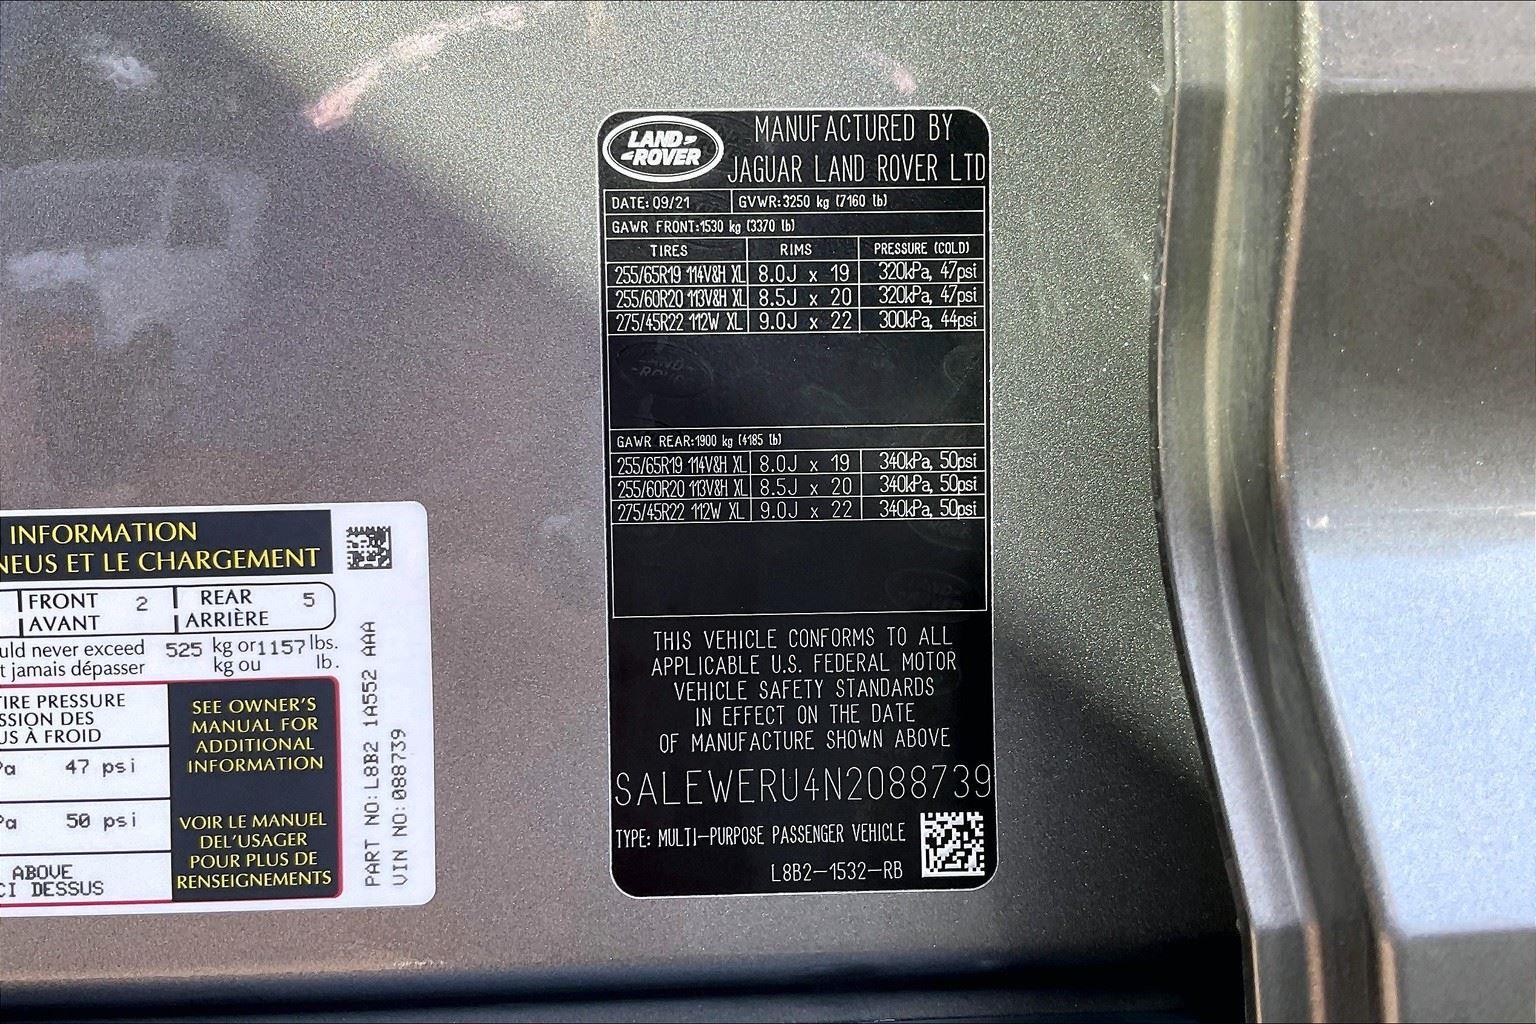 LAND-
-ROVER
MANUFACTURED BY
JAGUAR LAND ROVER LTD
DATE: 09/21 GVWR:3250 kg (7160 lb)
GAWR FRONT:1530 kg (3370 lb)
TIRES RIMS PRESSURE (COLD)
255/65R19 114V&H XL 8.0J x 19 320kPa, 47psi
255/60R20 113V&H XL 8.5J x 20 320kPa, 47psi
275/45R22 112W XL 9.0J x 22 300kPa, 44psi
GAWR REAR:1900 kg (4185 lb)
255/65R19 114V&H XL 8.0J x 19 340kPa, 50psi
255/60R20 113V&H XL 8.5J x 20 340kPa, 50psi
275/45R22 112W XL 9.0J x 22 340kPa, 50psi
THIS VEHICLE CONFORMS TO ALL
APPLICABLE U.S. FEDERAL MOTOR
VEHICLE SAFETY STANDARDS
IN EFFECT ON THE DATE
OF MANUFACTURE SHOWN ABOVE
SALEWERU4N2088739
TYPE: MULTI-PURPOSE PASSENGER VEHICLE
L8B2-1532-RB
INFORMATION
NEUS ET LE CHARGEMENT
FRONT 2 REAR 5
AVANT ARRIÈRE
uld never exceed 525 kg or 1157 lbs.
t jamais dépasser kg ou lb.
TIRE PRESSURE
SSION DES
US À FROID
Pa 47 psi
Pa 50 psi
ABOVE
CI DESSUS
SEE OWNER'S
MANUAL FOR
ADDITIONAL
INFORMATION
VOIR LE MANUEL
DEL'USAGER
POUR PLUS DE
RENSEIGNEMENTS
PART NO: L8B2 1A552 AAA
VIN NO: 088739